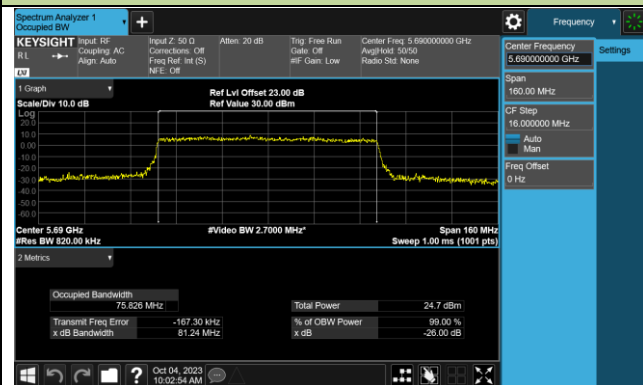 Spectrum Analyzer 1
Occupied BW
Frequency
KEYSIGHT
Input: RF
Coupling: AC
Align: Auto
Input Z: 50 Ω
Corrections: Off
Freq Ref: Int (S)
NFE: Off
Atten: 20 dB
Trig: Free Run
Gate: Off
#IF Gain: Low
Center Freq: 5.690000000 GHz
Avg|Hold: 50/50
Radio Std: None
R L
LXI
Center Frequency
5.690000000 GHz
Settings
Span
160.00 MHz
CF Step
16.000000 MHz
Auto
Man
Freq Offset
0 Hz
1 Graph
Scale/Div 10.0 dB
Ref Lvl Offset 23.00 dB
Ref Value 30.00 dBm
Log
20.0
10.0
0.00
-10.0
-20.0
-30.0
-40.0
-50.0
-60.0
Center 5.69 GHz
#Video BW 2.7000 MHz*
Span 160 MHz
#Res BW 820.00 kHz
Sweep 1.00 ms (1001 pts)
2 Metrics
Occupied Bandwidth
75.826 MHz
Total Power 24.7 dBm
Transmit Freq Error -167.30 kHz
% of OBW Power 99.00 %
x dB Bandwidth 81.24 MHz
x dB -26.00 dB
Oct 04, 2023
10:02:54 AM